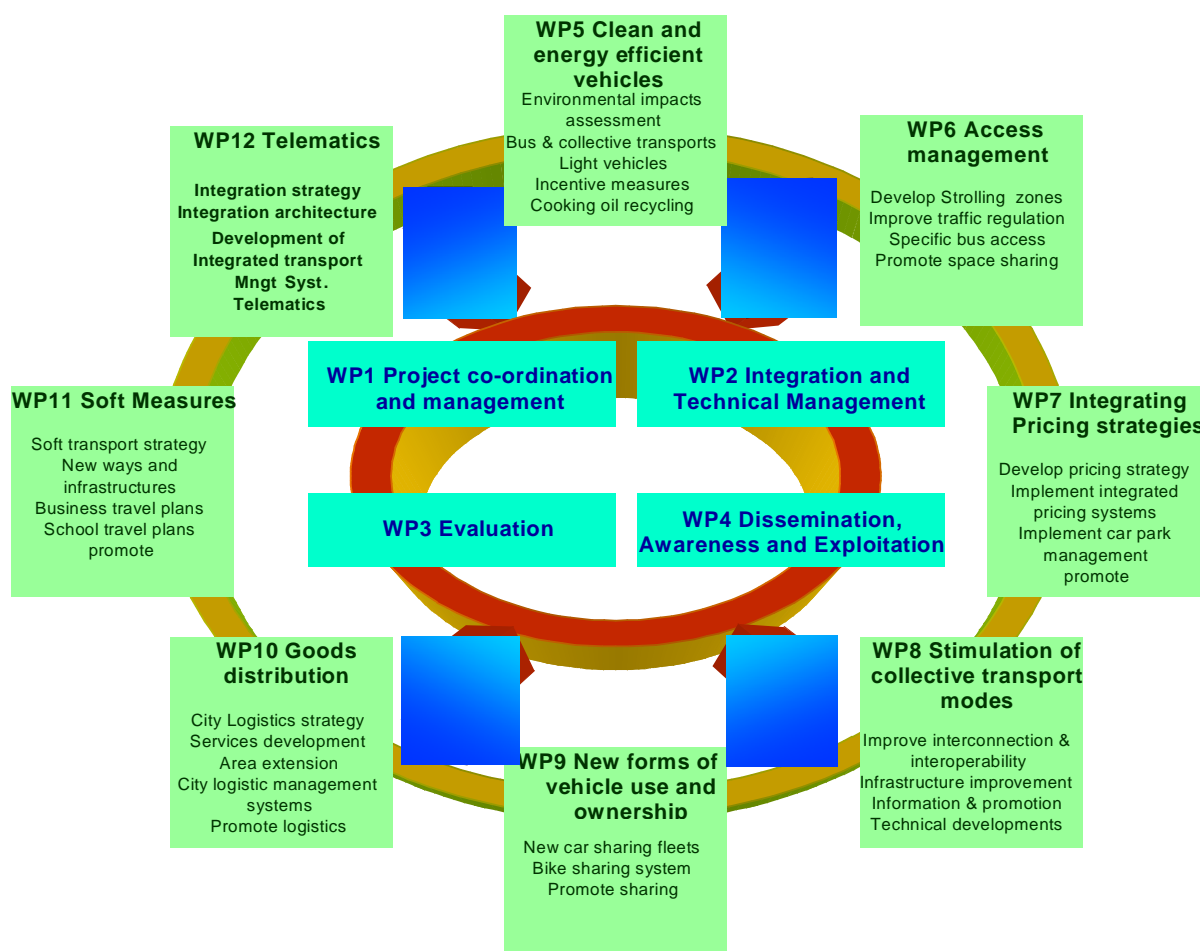 WP5 Clean and
energy efficient
vehicles
Environmental impacts
assessment
Bus & collective transports
Light vehicles
Incentive measures
Cooking oil recycling
WP12 Telematics
Integration strategy
Integration architecture
Development of
Integrated transport
Mngt Syst.
Telematics
WP6 Access
management
Develop Strolling zones
Improve traffic regulation
Specific bus access
Promote space sharing
WP1 Project co-ordination
and management
WP2 Integration and
Technical Management
WP11 Soft Measures
Soft transport strategy
New ways and
infrastructures
Business travel plans
School travel plans
promote
WP7 Integrating
Pricing strategies
Develop pricing strategy
Implement integrated
pricing systems
Implement car park
management
promote
WP3 Evaluation
WP4 Dissemination,
Awareness and Exploitation
WP10 Goods
distribution
City Logistics strategy
Services development
Area extension
City logistic management
systems
Promote logistics
WP8 Stimulation of
collective transport
modes
Improve interconnection &
interoperability
Infrastructure improvement
Information & promotion
Technical developments
WP9 New forms of
vehicle use and
ownership
New car sharing fleets
Bike sharing system
Promote sharing